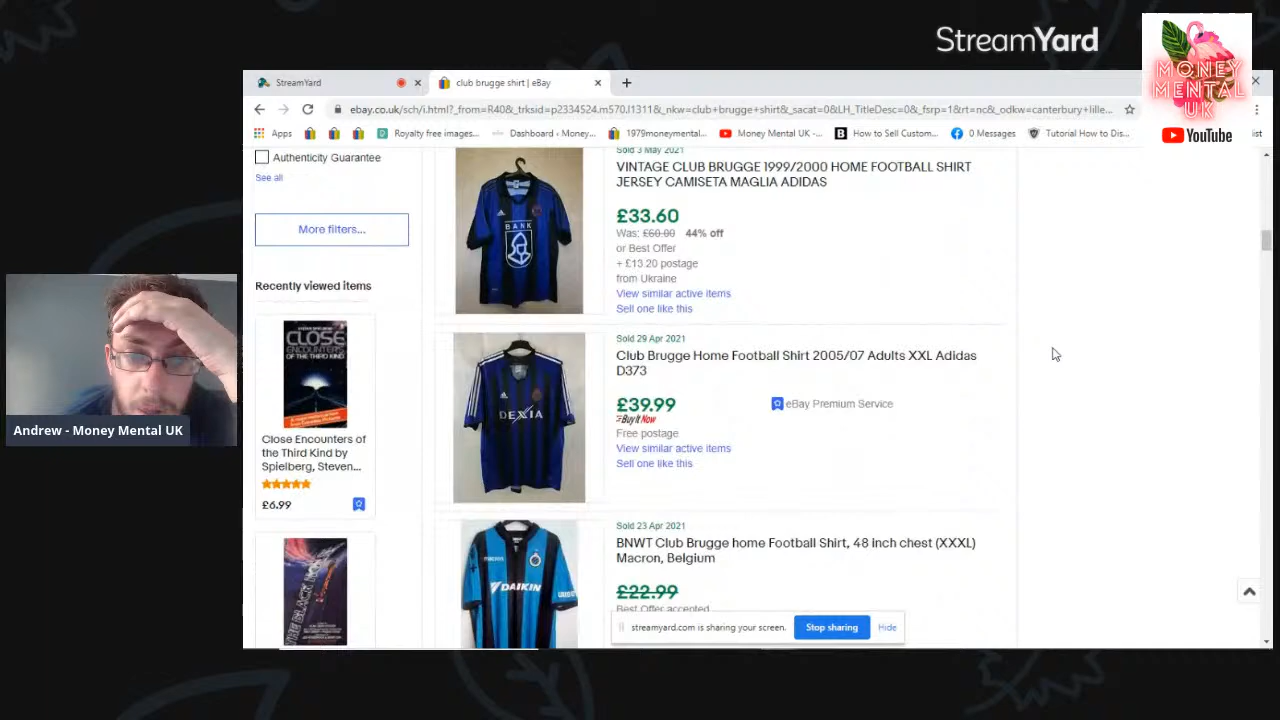 StreamYard
MONEY
MENTAL
UK
YouTube
StreamYard
club brugge shirt | eBay
ebay.co.uk/sch/i.html?_from=R40&_trksid=p2334524.m570.l1311&_nkw=club+brugge+shirt&_sacat=0&LH_TitleDesc=0&_fsrp=1&rt=nc&_odkw=canterbury+lille...
Apps
Royalty free images...
Dashboard ‹ Money...
1979moneymental...
Money Mental UK -...
How to Sell Custom...
0 Messages
Tutorial How to Dis...
Authenticity Guarantee
See all
More filters...
Recently viewed items
CLOSE
ENCOUNTERS
OF THE THIRD KIND
Close Encounters of
the Third Kind by
Spielberg, Steven...
£6.99
THE BLACK HOLE
Sold 3 May 2021
VINTAGE CLUB BRUGGE 1999/2000 HOME FOOTBALL SHIRT
JERSEY CAMISETA MAGLIA ADIDAS
£33.60
Was: £60.00 44% off
or Best Offer
+ £13.20 postage
from Ukraine
View similar active items
Sell one like this
BANK
Sold 29 Apr 2021
Club Brugge Home Football Shirt 2005/07 Adults XXL Adidas
D373
£39.99
eBay Premium Service
Buy It Now
Free postage
View similar active items
Sell one like this
DEXIA
Sold 23 Apr 2021
BNWT Club Brugge home Football Shirt, 48 inch chest (XXXL)
Macron, Belgium
£22.99
Best Offer accepted
macron
DAIKIN
streamyard.com is sharing your screen.
Stop sharing
Hide
Andrew - Money Mental UK